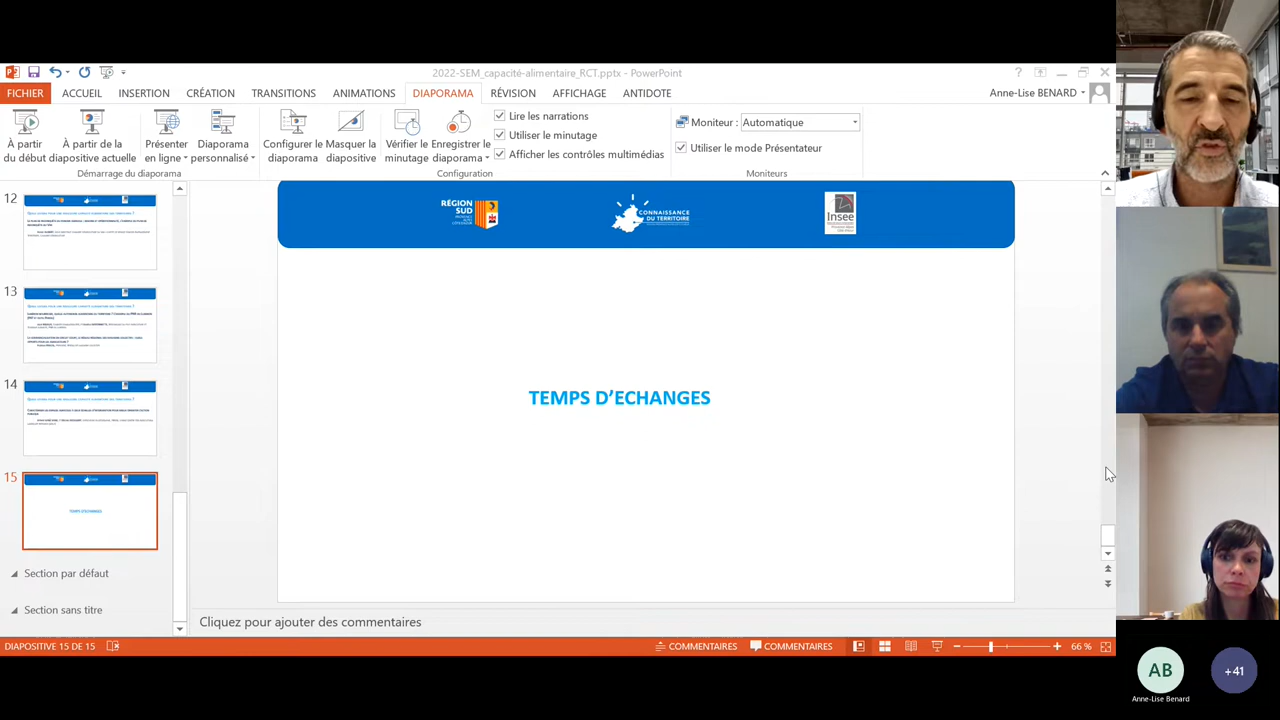 2022-SEM_capacité-alimentaire_RCT.pptx - PowerPoint
FICHIER ACCUEIL INSERTION CRÉATION TRANSITIONS ANIMATIONS DIAPORAMA RÉVISION AFFICHAGE ANTIDOTE
Anne-Lise BENARD
À partir du début
À partir de la diapositive actuelle
Présenter en ligne
Diaporama personnalisé
Démarrage du diaporama
Configurer le diaporama
Masquer la diapositive
Vérifier le minutage
Enregistrer le diaporama
Lire les narrations
Utiliser le minutage
Afficher les contrôles multimédias
Configuration
Moniteur : Automatique
Utiliser le mode Présentateur
Moniteurs
12
13
14
15
TEMPS D'ECHANGES
Section par défaut
Section sans titre
RÉGION
SUD
CONNAISSANCE
DU TERRITOIRE
Insee
TEMPS D'ECHANGES
Cliquez pour ajouter des commentaires
DIAPOSITIVE 15 DE 15
COMMENTAIRES
COMMENTAIRES
66 %
AB
Anne-Lise Benard
+41